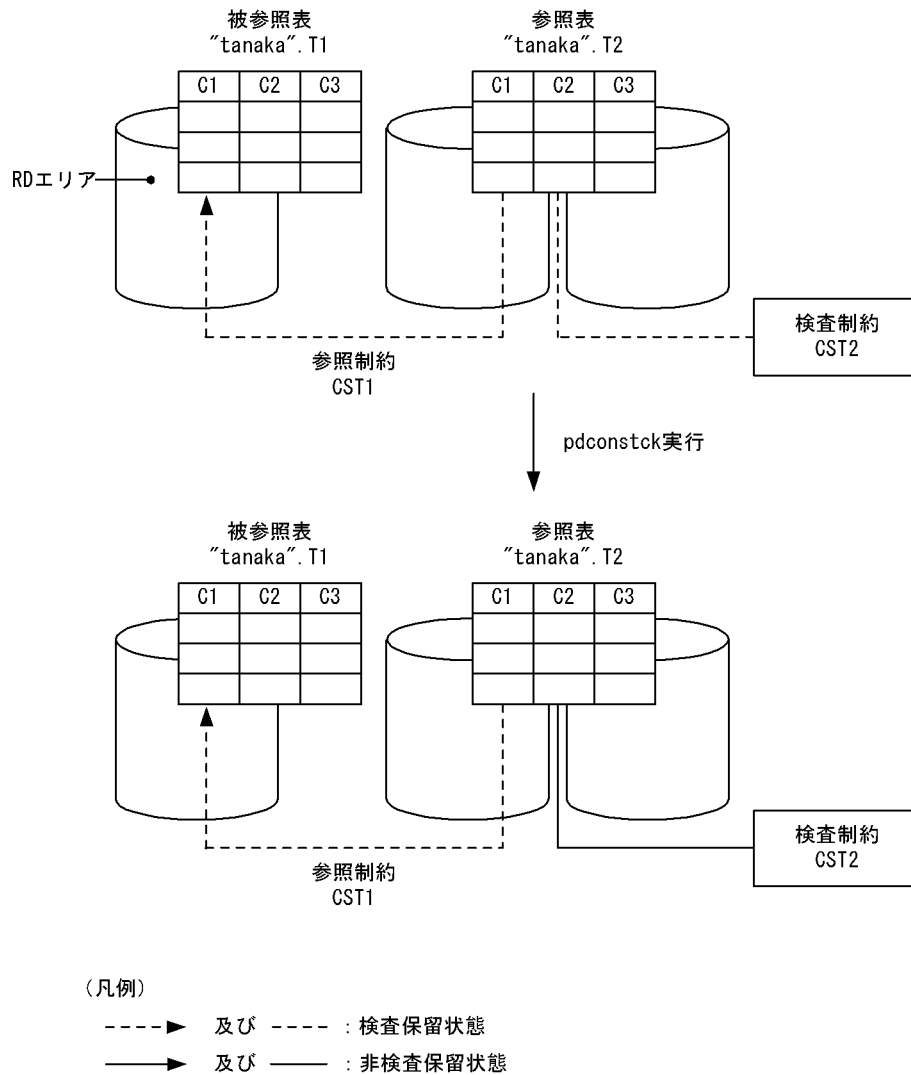 被参照表
"tanaka".T1
参照表
"tanaka".T2
C1 C2 C3
C1 C2 C3
RDエリア
検査制約
CST2
参照制約
CST1
pdconstck実行
被参照表
"tanaka".T1
参照表
"tanaka".T2
C1 C2 C3
C1 C2 C3
検査制約
CST2
参照制約
CST1
(凡例)
及び : 検査保留状態
及び : 非検査保留状態